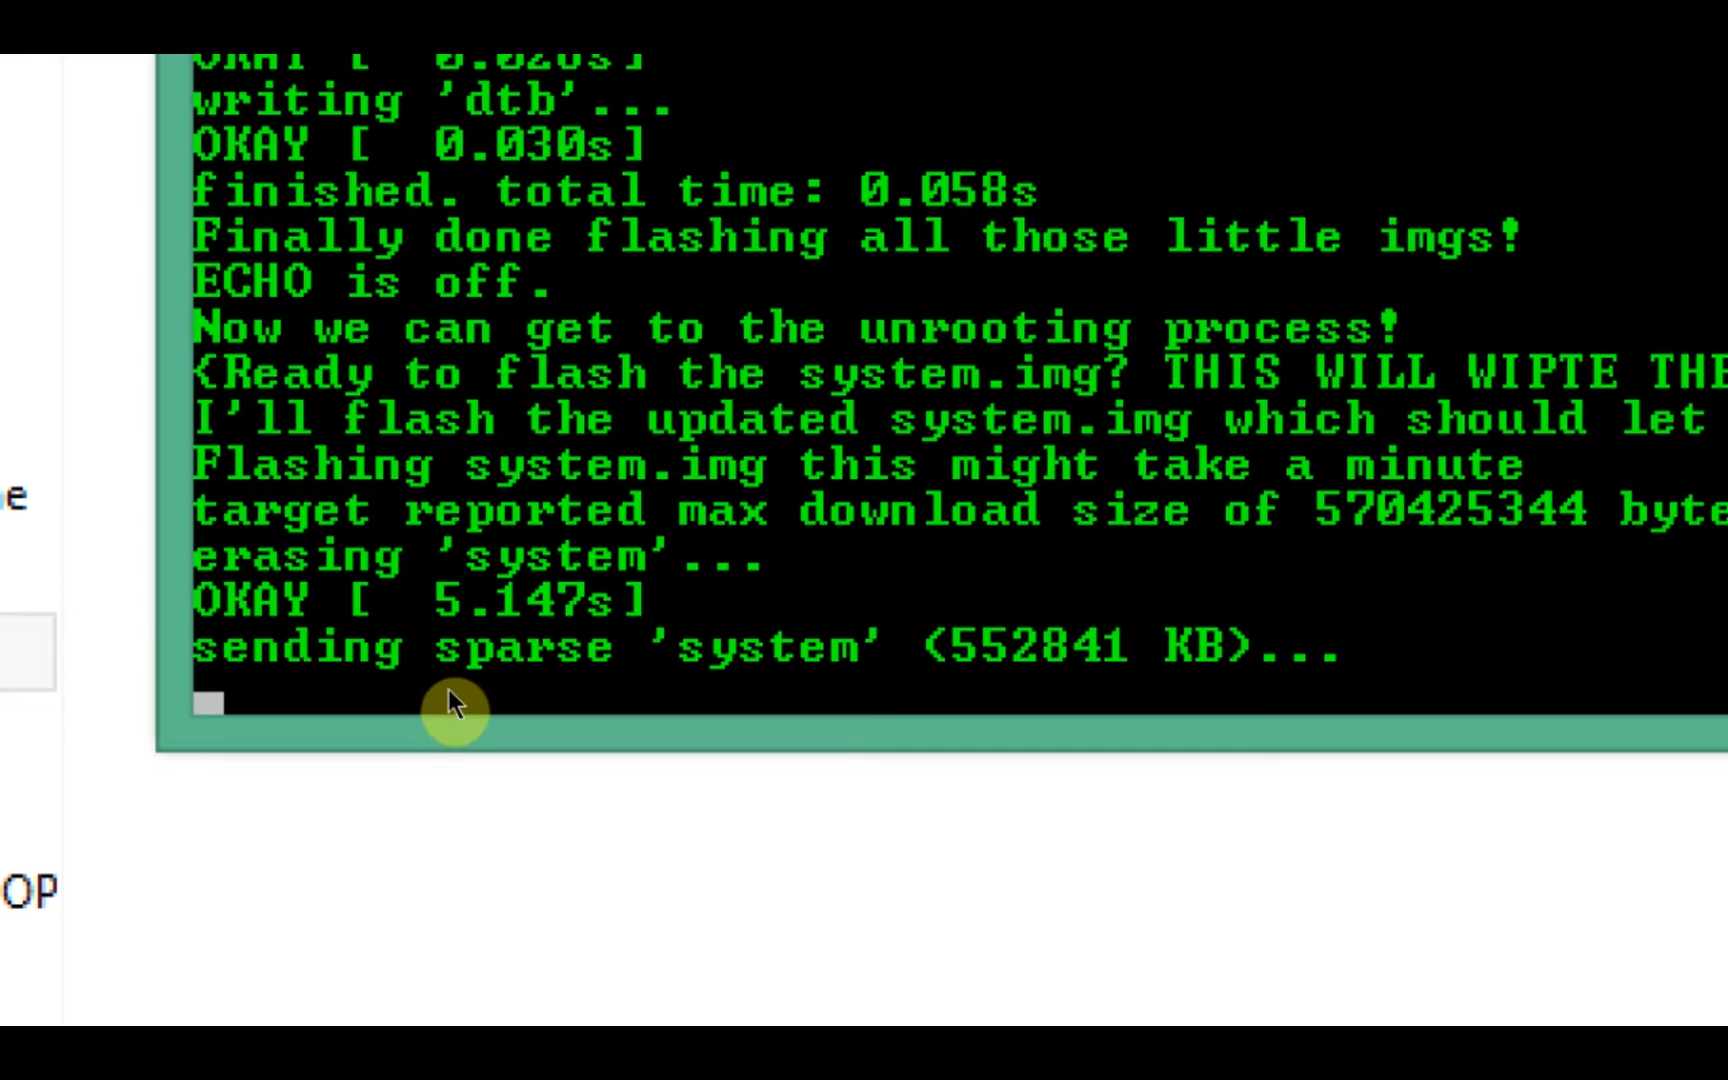 OKAY [  0.028s]
writing 'dtb'...
OKAY [  0.030s]
finished. total time: 0.058s
Finally done flashing all those little imgs!
ECHO is off.
Now we can get to the unrooting process!
{Ready to flash the system.img? THIS WILL WIPTE THE
I'll flash the updated system.img which should let
Flashing system.img this might take a minute
target reported max download size of 570425344 byte
erasing 'system'...
OKAY [  5.147s]
sending sparse 'system' (552841 KB)...
e
OP